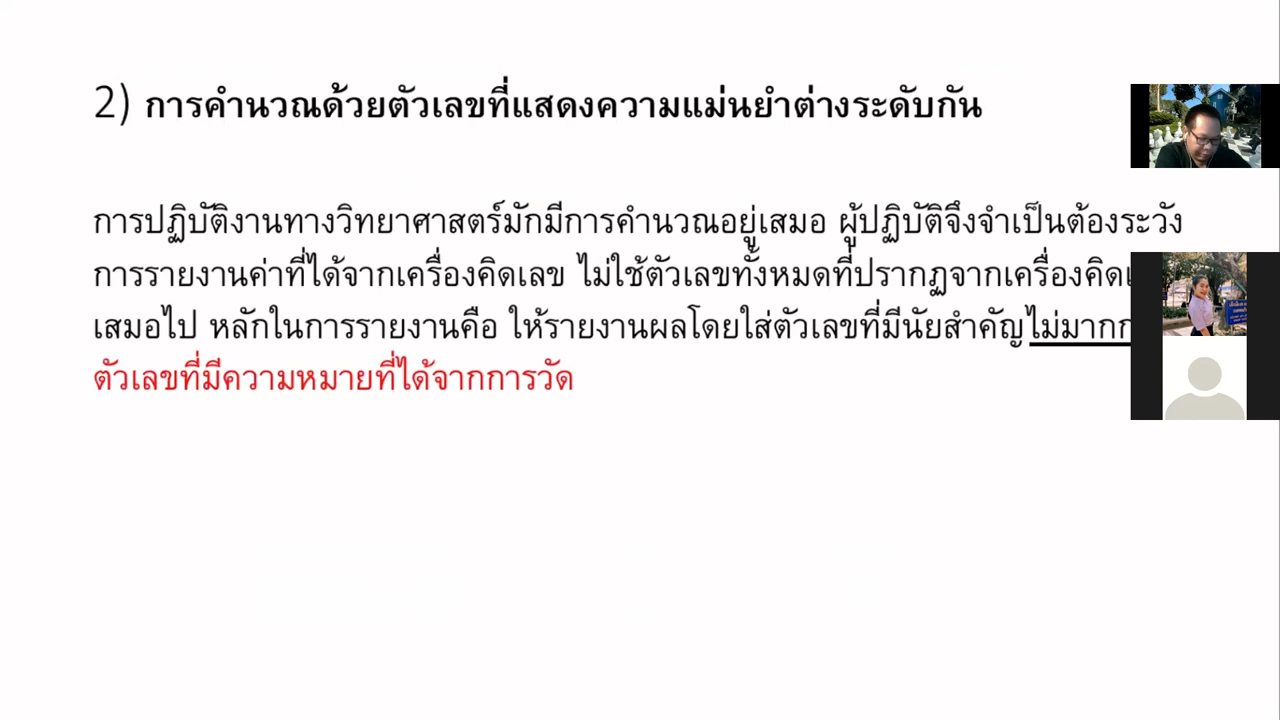 2) การคำนวณด้วยตัวเลขที่แสดงความแม่นยำต่างระดับกัน
การปฏิบัติงานทางวิทยาศาสตร์มักมีการคำนวณอยู่เสมอ ผู้ปฏิบัติจึงจำเป็นต้องระวัง
การรายงานค่าที่ได้จากเครื่องคิดเลข ไม่ใช้ตัวเลขทั้งหมดที่ปรากฏจากเครื่องคิด
เสมอไป หลักในการรายงานคือ ให้รายงานผลโดยใส่ตัวเลขที่มีนัยสำคัญไม่มาก
ตัวเลขที่มีความหมายที่ได้จากการวัด